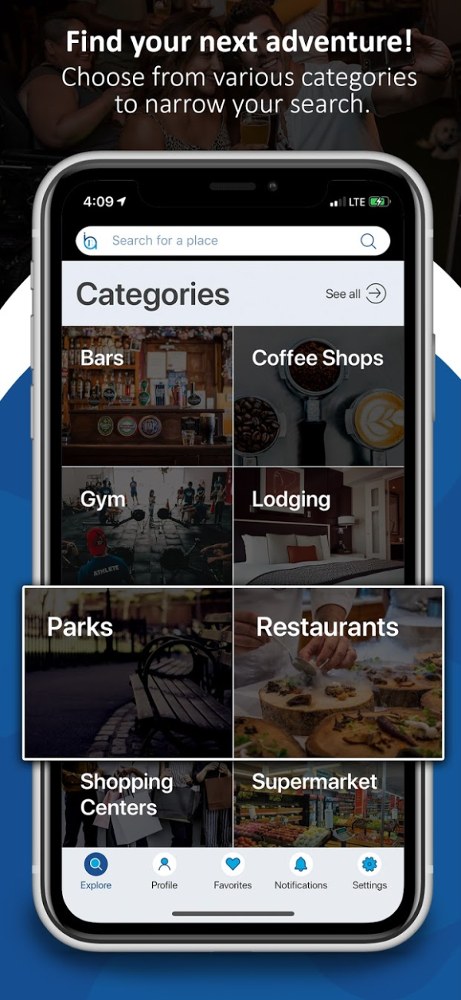 Find your next adventure!
Choose from various categories
to narrow your search.
4:09
LTE
Search for a place
Categories
See all
Bars
Coffee Shops
Gym
Lodging
ATHLETE
Parks
Restaurants
Shopping
Centers
Supermarket
Explore
Profile
Favorites
Notifications
Settings